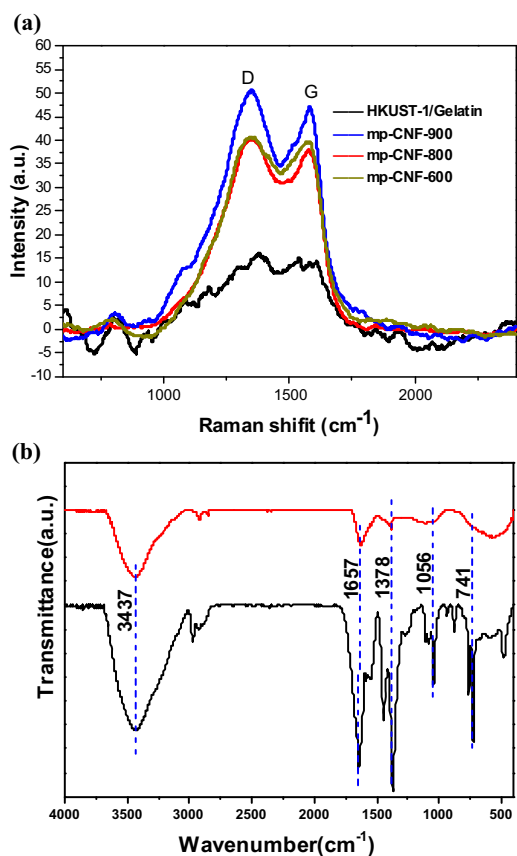 (a)
60
55
50
45
40
35
30
25
20
15
10
5
0
-5
-10
Intensity (a.u.)
D
G
HKUST-1/Gelatin
mp-CNF-900
mp-CNF-800
mp-CNF-600
1000 1500 2000
Raman shifit (cm-1)
(b)
Transmittance(a.u.)
3437
1657
1378
1056
741
4000 3500 3000 2500 2000 1500 1000 500
Wavenumber(cm-1)